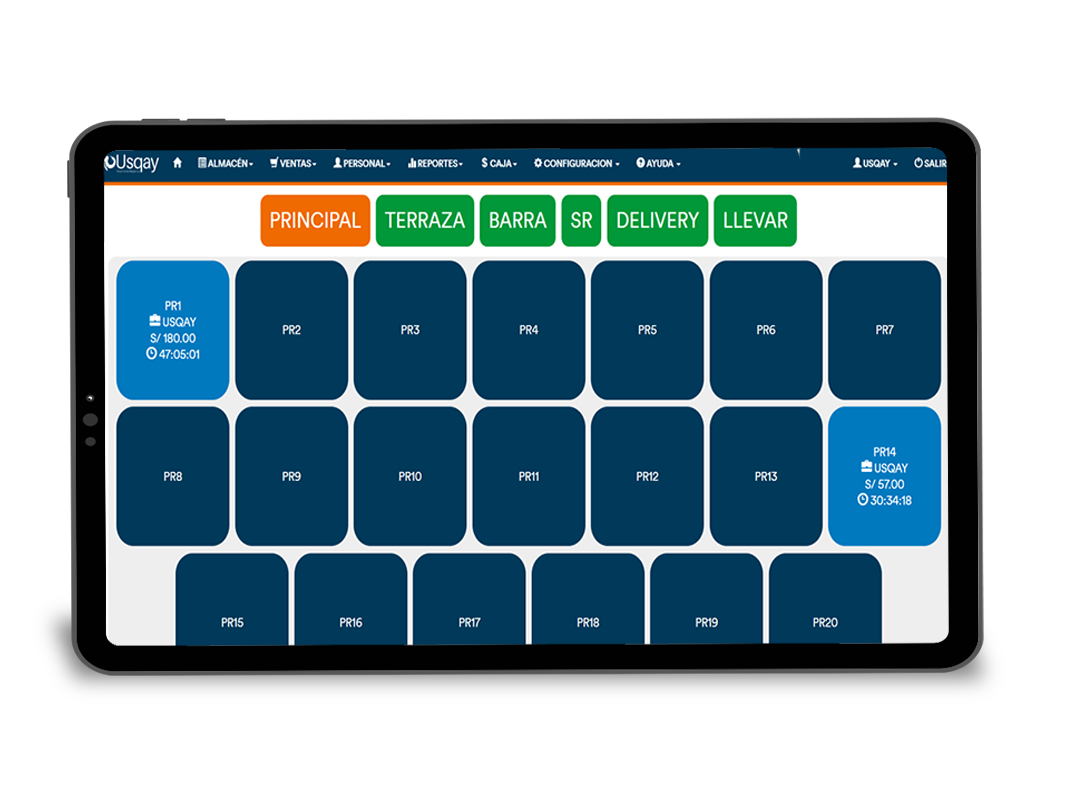 Usqay ALMACÉN VENTAS PERSONAL REPORTES $ CAJA CONFIGURACION AYUDA USQAY SALIR
PRINCIPAL TERRAZA BARRA SR DELIVERY LLEVAR
PR1
USQAY
S/ 180.00
47:05:01
PR2
PR3
PR4
PR5
PR6
PR7
PR8
PR9
PR10
PR11
PR12
PR13
PR14
USQAY
S/ 57.00
30:34:18
PR15
PR16
PR17
PR18
PR19
PR20